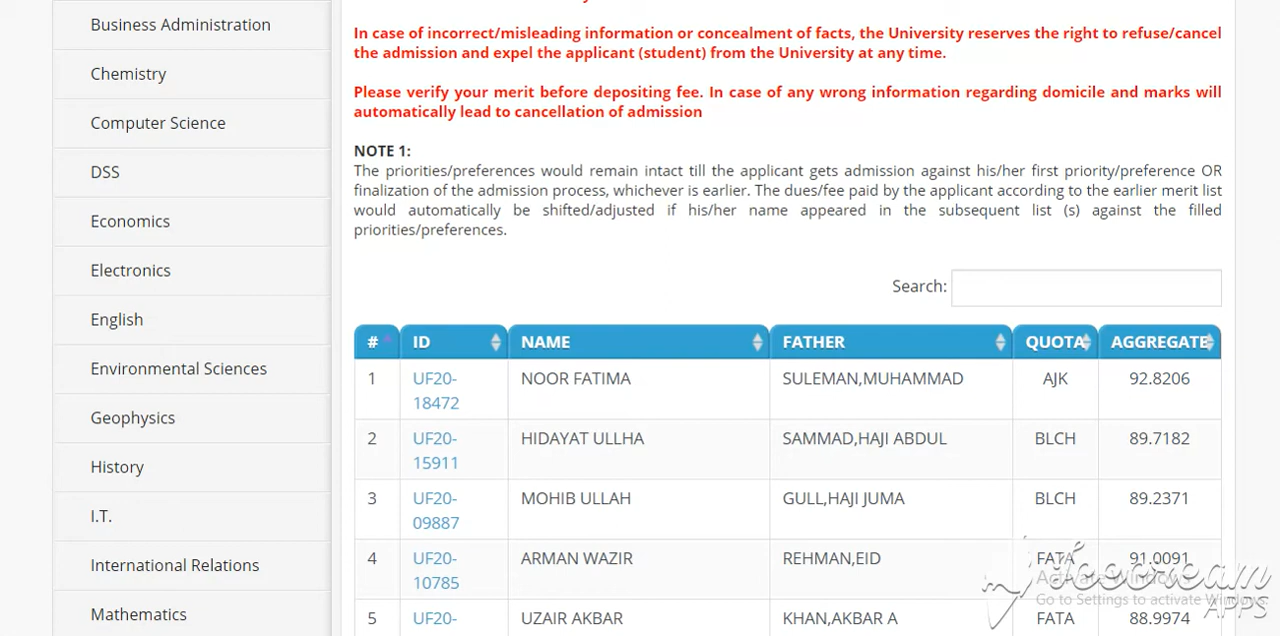 Business Administration
Chemistry
Computer Science
DSS
Economics
Electronics
English
Environmental Sciences
Geophysics
History
I.T.
International Relations
Mathematics
In case of incorrect/misleading information or concealment of facts, the University reserves the right to refuse/cancel
the admission and expel the applicant (student) from the University at any time.
Please verify your merit before depositing fee. In case of any wrong information regarding domicile and marks will
automatically lead to cancellation of admission
NOTE 1:
The priorities/preferences would remain intact till the applicant gets admission against his/her first priority/preference OR
finalization of the admission process, whichever is earlier. The dues/fee paid by the applicant according to the earlier merit list
would automatically be shifted/adjusted if his/her name appeared in the subsequent list (s) against the filled
priorities/preferences.
Search:
# ID NAME FATHER QUOTA AGGREGATE
1 UF20-18472 NOOR FATIMA SULEMAN,MUHAMMAD AJK 92.8206
2 UF20-15911 HIDAYAT ULLHA SAMMAD,HAJI ABDUL BLCH 89.7182
3 UF20-09887 MOHIB ULLAH GULL,HAJI JUMA BLCH 89.2371
4 UF20-10785 ARMAN WAZIR REHMAN,EID FATA 91.0091
5 UF20- UZAIR AKBAR KHAN,AKBAR A FATA 88.9974
Activate Windows
Go to Settings to activate Windows.
Icecream
APPS